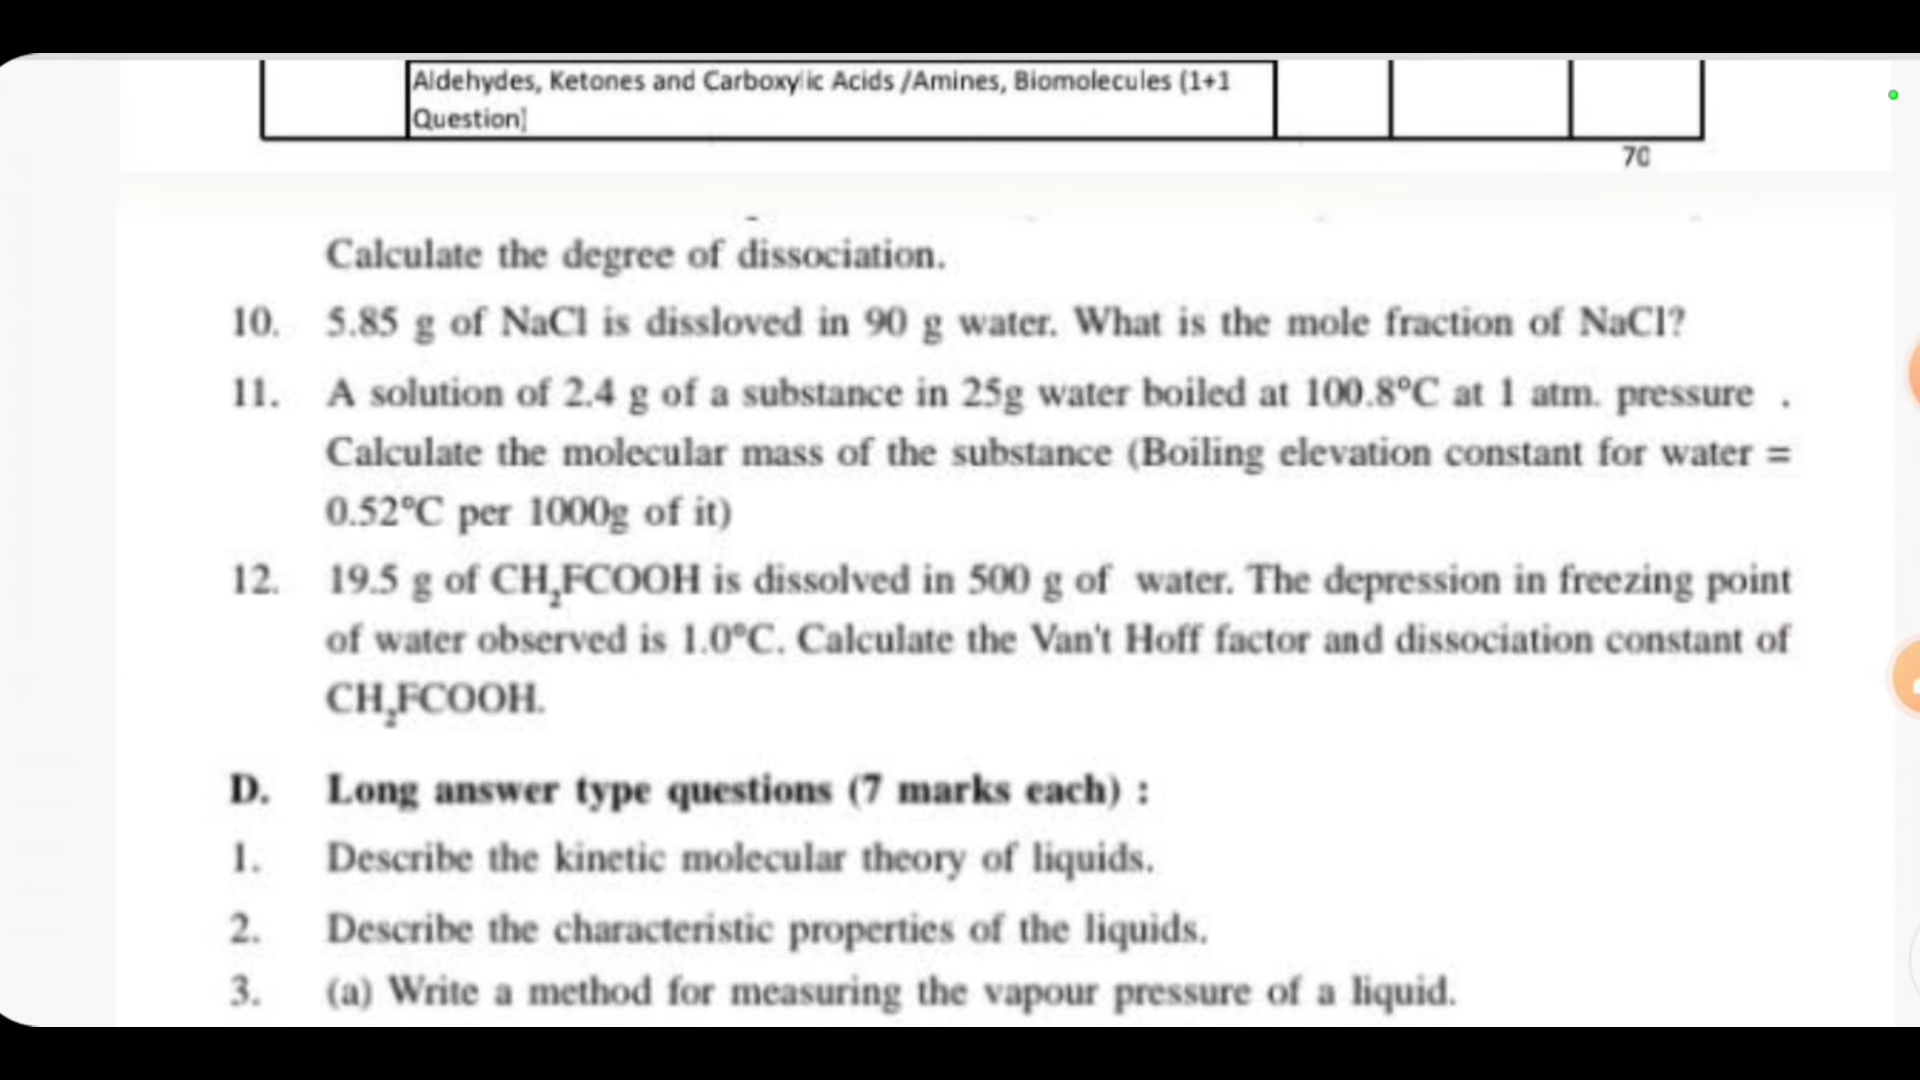 Aldehydes, Ketones and Carboxylic Acids /Amines, Biomolecules (1+1
Question)
70
Calculate the degree of dissociation.
10. 5.85 g of NaCl is dissloved in 90 g water. What is the mole fraction of NaCl?
11. A solution of 2.4 g of a substance in 25g water boiled at 100.8°C at 1 atm. pressure .
Calculate the molecular mass of the substance (Boiling elevation constant for water =
0.52°C per 1000g of it)
12. 19.5 g of CH₂FCOOH is dissolved in 500 g of water. The depression in freezing point
of water observed is 1.0°C. Calculate the Van't Hoff factor and dissociation constant of
CH₂FCOOH.
D. Long answer type questions (7 marks each) :
1. Describe the kinetic molecular theory of liquids.
2. Describe the characteristic properties of the liquids.
3. (a) Write a method for measuring the vapour pressure of a liquid.